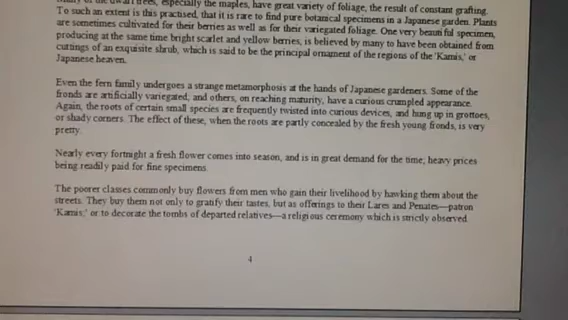 Many of the dwarf trees, especially the maples, have great variety of foliage, the result of constant grafting.
To such an extent is this practised, that it is rare to find pure botanical specimens in a Japanese garden. Plants
are sometimes cultivated for their berries as well as for their variegated foliage. One very beautiful specimen,
producing at the same time bright scarlet and yellow berries, is believed by many to have been obtained from
cuttings of an exquisite shrub, which is said to be the principal ornament of the regions of the 'Kamis,' or
Japanese heaven.
Even the fern family undergoes a strange metamorphosis at the hands of Japanese gardeners. Some of the
fronds are artificially variegated, and others, on reaching maturity, have a curious crumpled appearance.
Again, the roots of certain small species are frequently twisted into curious devices, and hung up in grottoes,
or shady corners. The effect of these, when the roots are partly concealed by the fresh young fronds, is very
pretty.
Nearly every fortnight a fresh flower comes into season, and is in great demand for the time; heavy prices
being readily paid for fine specimens.
The poorer classes commonly buy flowers from men who gain their livelihood by hawking them about the
streets. They buy them not only to gratify their tastes, but as offerings to their Lares and Penates—patron
'Kamis;' or to decorate the tombs of departed relatives—a religious ceremony which is strictly observed.
4